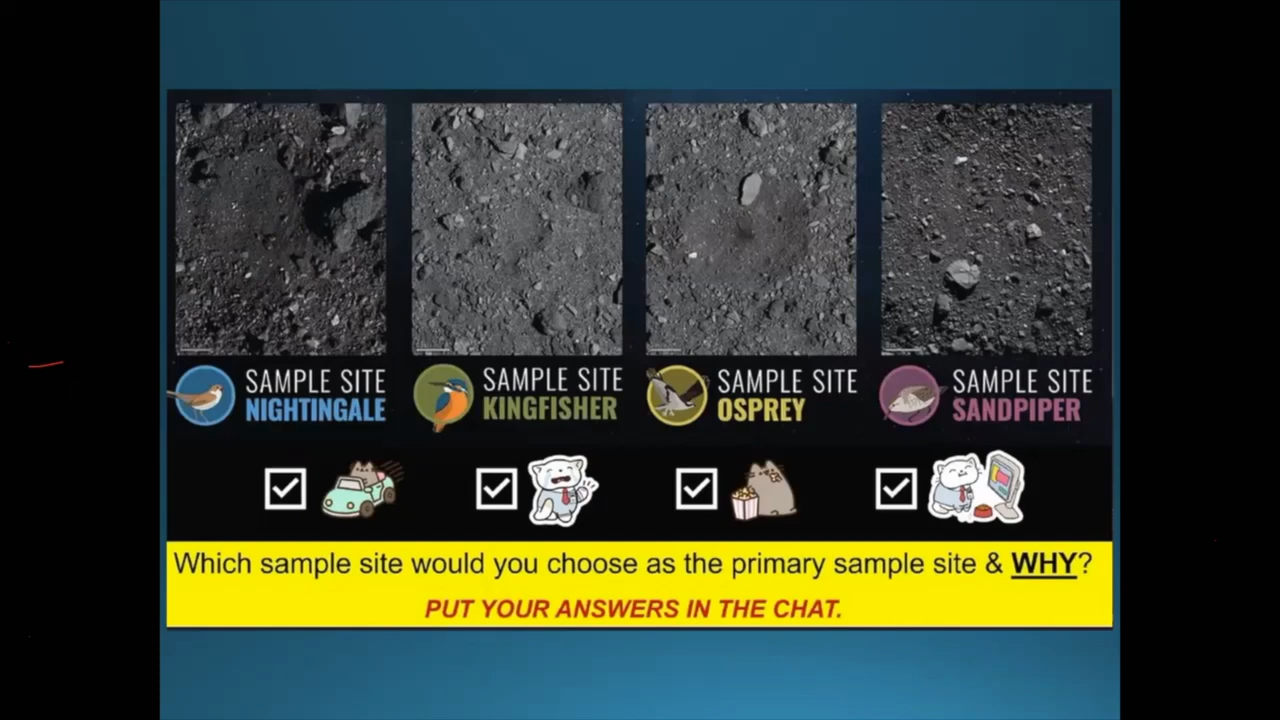 SAMPLE SITE
NIGHTINGALE
SAMPLE SITE
KINGFISHER
SAMPLE SITE
OSPREY
SAMPLE SITE
SANDPIPER
Which sample site would you choose as the primary sample site & WHY?
PUT YOUR ANSWERS IN THE CHAT.